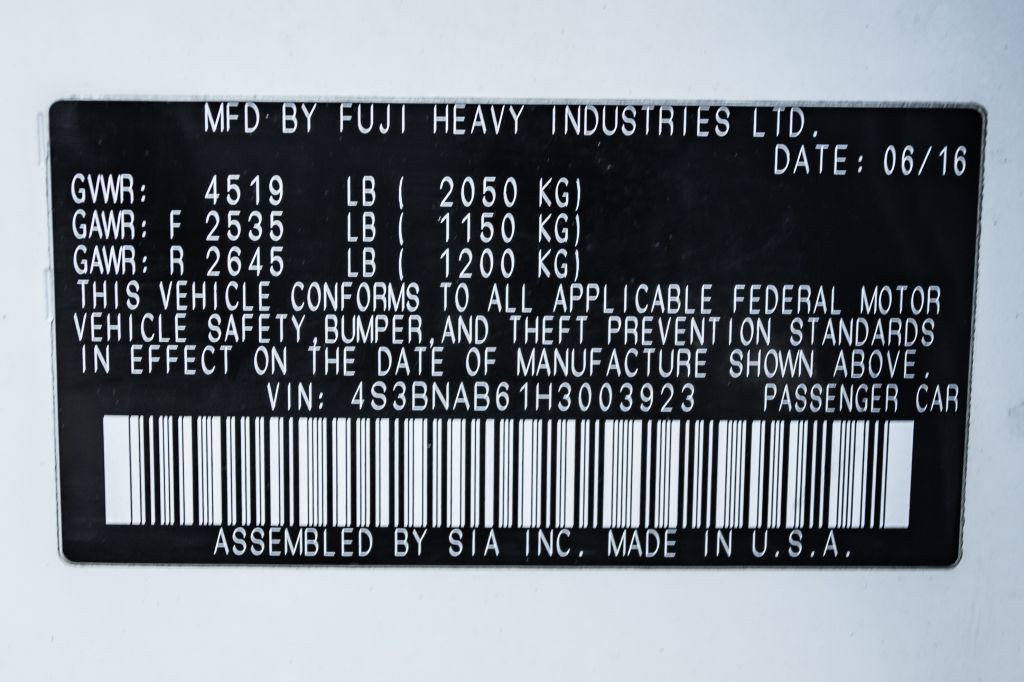 MFD BY FUJI HEAVY INDUSTRIES LTD.
DATE: 06/16
GVWR: 4519 LB ( 2050 KG)
GAWR: F 2535 LB ( 1150 KG)
GAWR: R 2645 LB ( 1200 KG)
THIS VEHICLE CONFORMS TO ALL APPLICABLE FEDERAL MOTOR
VEHICLE SAFETY,BUMPER,AND THEFT PREVENTION STANDARDS
IN EFFECT ON THE DATE OF MANUFACTURE SHOWN ABOVE.
VIN: 4S3BNAB61H3003923 PASSENGER CAR
ASSEMBLED BY SIA INC. MADE IN U.S.A.